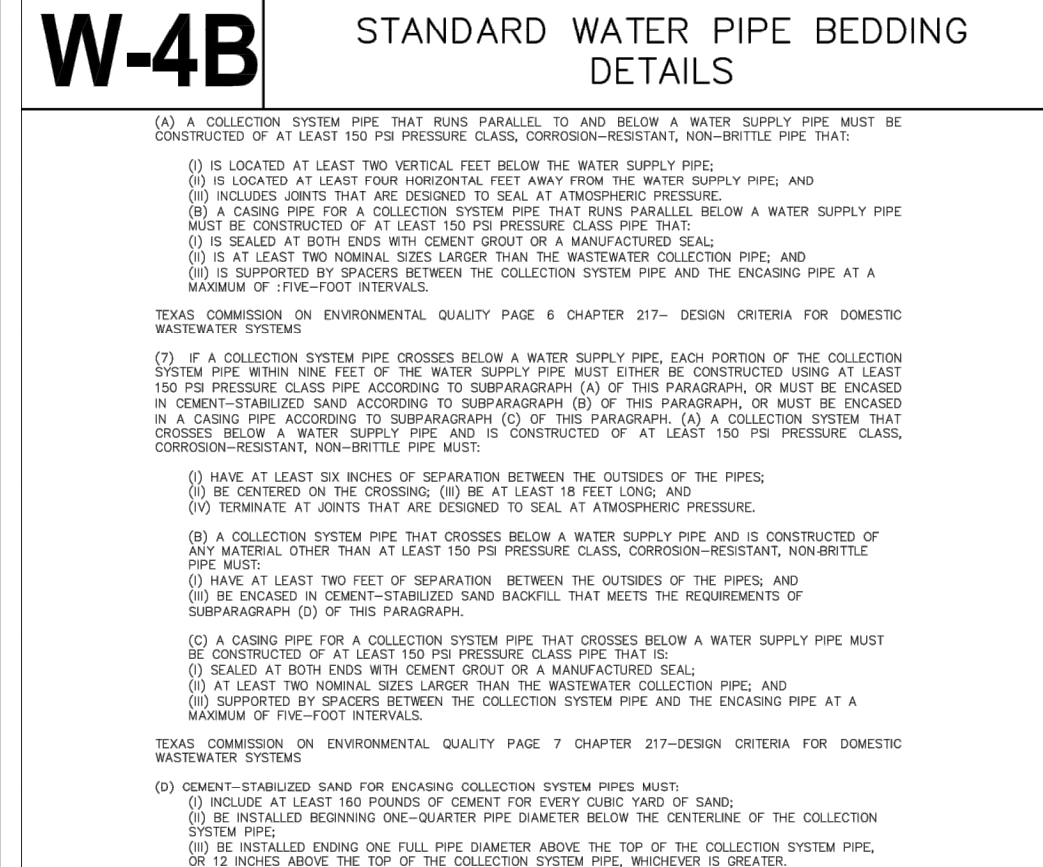 W-4B
STANDARD WATER PIPE BEDDING
DETAILS
(A) A COLLECTION SYSTEM PIPE THAT RUNS PARALLEL TO AND BELOW A WATER SUPPLY PIPE MUST BE
CONSTRUCTED OF AT LEAST 150 PSI PRESSURE CLASS, CORROSION-RESISTANT, NON-BRITTLE PIPE THAT:
(I) IS LOCATED AT LEAST TWO VERTICAL FEET BELOW THE WATER SUPPLY PIPE;
(II) IS LOCATED AT LEAST FOUR HORIZONTAL FEET AWAY FROM THE WATER SUPPLY PIPE; AND
(III) INCLUDES JOINTS THAT ARE DESIGNED TO SEAL AT ATMOSPHERIC PRESSURE.
(B) A CASING PIPE FOR A COLLECTION SYSTEM PIPE THAT RUNS PARALLEL BELOW A WATER SUPPLY PIPE
MUST BE CONSTRUCTED OF AT LEAST 150 PSI PRESSURE CLASS PIPE THAT:
(I) IS SEALED AT BOTH ENDS WITH CEMENT GROUT OR A MANUFACTURED SEAL;
(II) IS AT LEAST TWO NOMINAL SIZES LARGER THAN THE WASTEWATER COLLECTION PIPE; AND
(III) IS SUPPORTED BY SPACERS BETWEEN THE COLLECTION SYSTEM PIPE AND THE ENCASING PIPE AT A
MAXIMUM OF :FIVE-FOOT INTERVALS.
TEXAS COMMISSION ON ENVIRONMENTAL QUALITY PAGE 6 CHAPTER 217- DESIGN CRITERIA FOR DOMESTIC
WASTEWATER SYSTEMS
(7) IF A COLLECTION SYSTEM PIPE CROSSES BELOW A WATER SUPPLY PIPE, EACH PORTION OF THE COLLECTION
SYSTEM PIPE WITHIN NINE FEET OF THE WATER SUPPLY PIPE MUST EITHER BE CONSTRUCTED USING AT LEAST
150 PSI PRESSURE CLASS PIPE ACCORDING TO SUBPARAGRAPH (A) OF THIS PARAGRAPH, OR MUST BE ENCASED
IN CEMENT-STABILIZED SAND ACCORDING TO SUBPARAGRAPH (B) OF THIS PARAGRAPH, OR MUST BE ENCASED
IN A CASING PIPE ACCORDING TO SUBPARAGRAPH (C) OF THIS PARAGRAPH. (A) A COLLECTION SYSTEM THAT
CROSSES BELOW A WATER SUPPLY PIPE AND IS CONSTRUCTED OF AT LEAST 150 PSI PRESSURE CLASS,
CORROSION-RESISTANT, NON-BRITTLE PIPE MUST:
(I) HAVE AT LEAST SIX INCHES OF SEPARATION BETWEEN THE OUTSIDES OF THE PIPES;
(II) BE CENTERED ON THE CROSSING; (III) BE AT LEAST 18 FEET LONG; AND
(IV) TERMINATE AT JOINTS THAT ARE DESIGNED TO SEAL AT ATMOSPHERIC PRESSURE.
(B) A COLLECTION SYSTEM PIPE THAT CROSSES BELOW A WATER SUPPLY PIPE AND IS CONSTRUCTED OF
ANY MATERIAL OTHER THAN AT LEAST 150 PSI PRESSURE CLASS, CORROSION-RESISTANT, NON-BRITTLE
PIPE MUST:
(I) HAVE AT LEAST TWO FEET OF SEPARATION BETWEEN THE OUTSIDES OF THE PIPES; AND
(III) BE ENCASED IN CEMENT-STABILIZED SAND BACKFILL THAT MEETS THE REQUIREMENTS OF
SUBPARAGRAPH (D) OF THIS PARAGRAPH.
(C) A CASING PIPE FOR A COLLECTION SYSTEM PIPE THAT CROSSES BELOW A WATER SUPPLY PIPE MUST
BE CONSTRUCTED OF AT LEAST 150 PSI PRESSURE CLASS PIPE THAT IS:
(I) SEALED AT BOTH ENDS WITH CEMENT GROUT OR A MANUFACTURED SEAL;
(II) AT LEAST TWO NOMINAL SIZES LARGER THAN THE WASTEWATER COLLECTION PIPE; AND
(III) SUPPORTED BY SPACERS BETWEEN THE COLLECTION SYSTEM PIPE AND THE ENCASING PIPE AT A
MAXIMUM OF FIVE-FOOT INTERVALS.
TEXAS COMMISSION ON ENVIRONMENTAL QUALITY PAGE 7 CHAPTER 217-DESIGN CRITERIA FOR DOMESTIC
WASTEWATER SYSTEMS
(D) CEMENT-STABILIZED SAND FOR ENCASING COLLECTION SYSTEM PIPES MUST:
(I) INCLUDE AT LEAST 160 POUNDS OF CEMENT FOR EVERY CUBIC YARD OF SAND;
(II) BE INSTALLED BEGINNING ONE-QUARTER PIPE DIAMETER BELOW THE CENTERLINE OF THE COLLECTION
SYSTEM PIPE;
(III) BE INSTALLED ENDING ONE FULL PIPE DIAMETER ABOVE THE TOP OF THE COLLECTION SYSTEM PIPE,
OR 12 INCHES ABOVE THE TOP OF THE COLLECTION SYSTEM PIPE, WHICHEVER IS GREATER.